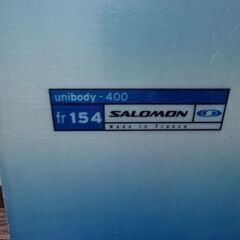 unibody - 400
fr 154 SALOMON
Made in France